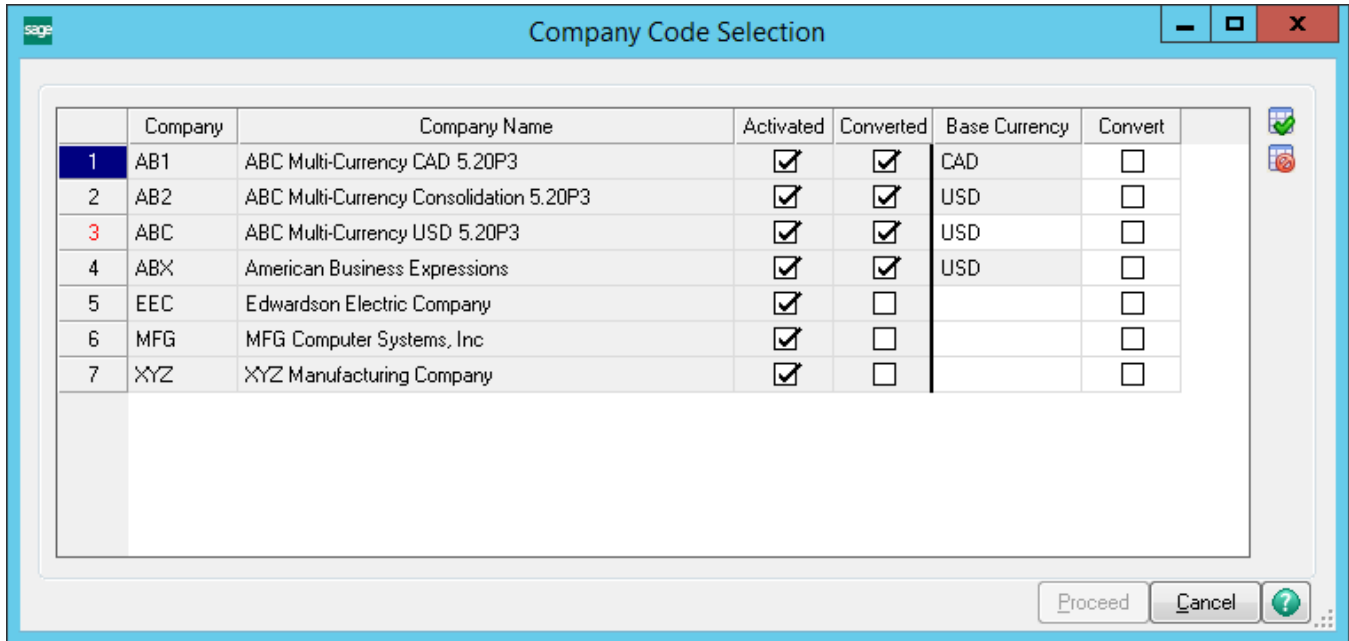 sage Company Code Selection X
Company Company Name Activated Converted Base Currency Convert
1 AB1 ABC Multi-Currency CAD 5.20P3 CAD
2 AB2 ABC Multi-Currency Consolidation 5.20P3 USD
3 ABC ABC Multi-Currency USD 5.20P3 USD
4 ABX American Business Expressions USD
5 EEC Edwardson Electric Company
6 MFG MFG Computer Systems, Inc
7 XYZ XYZ Manufacturing Company
Proceed Cancel ?